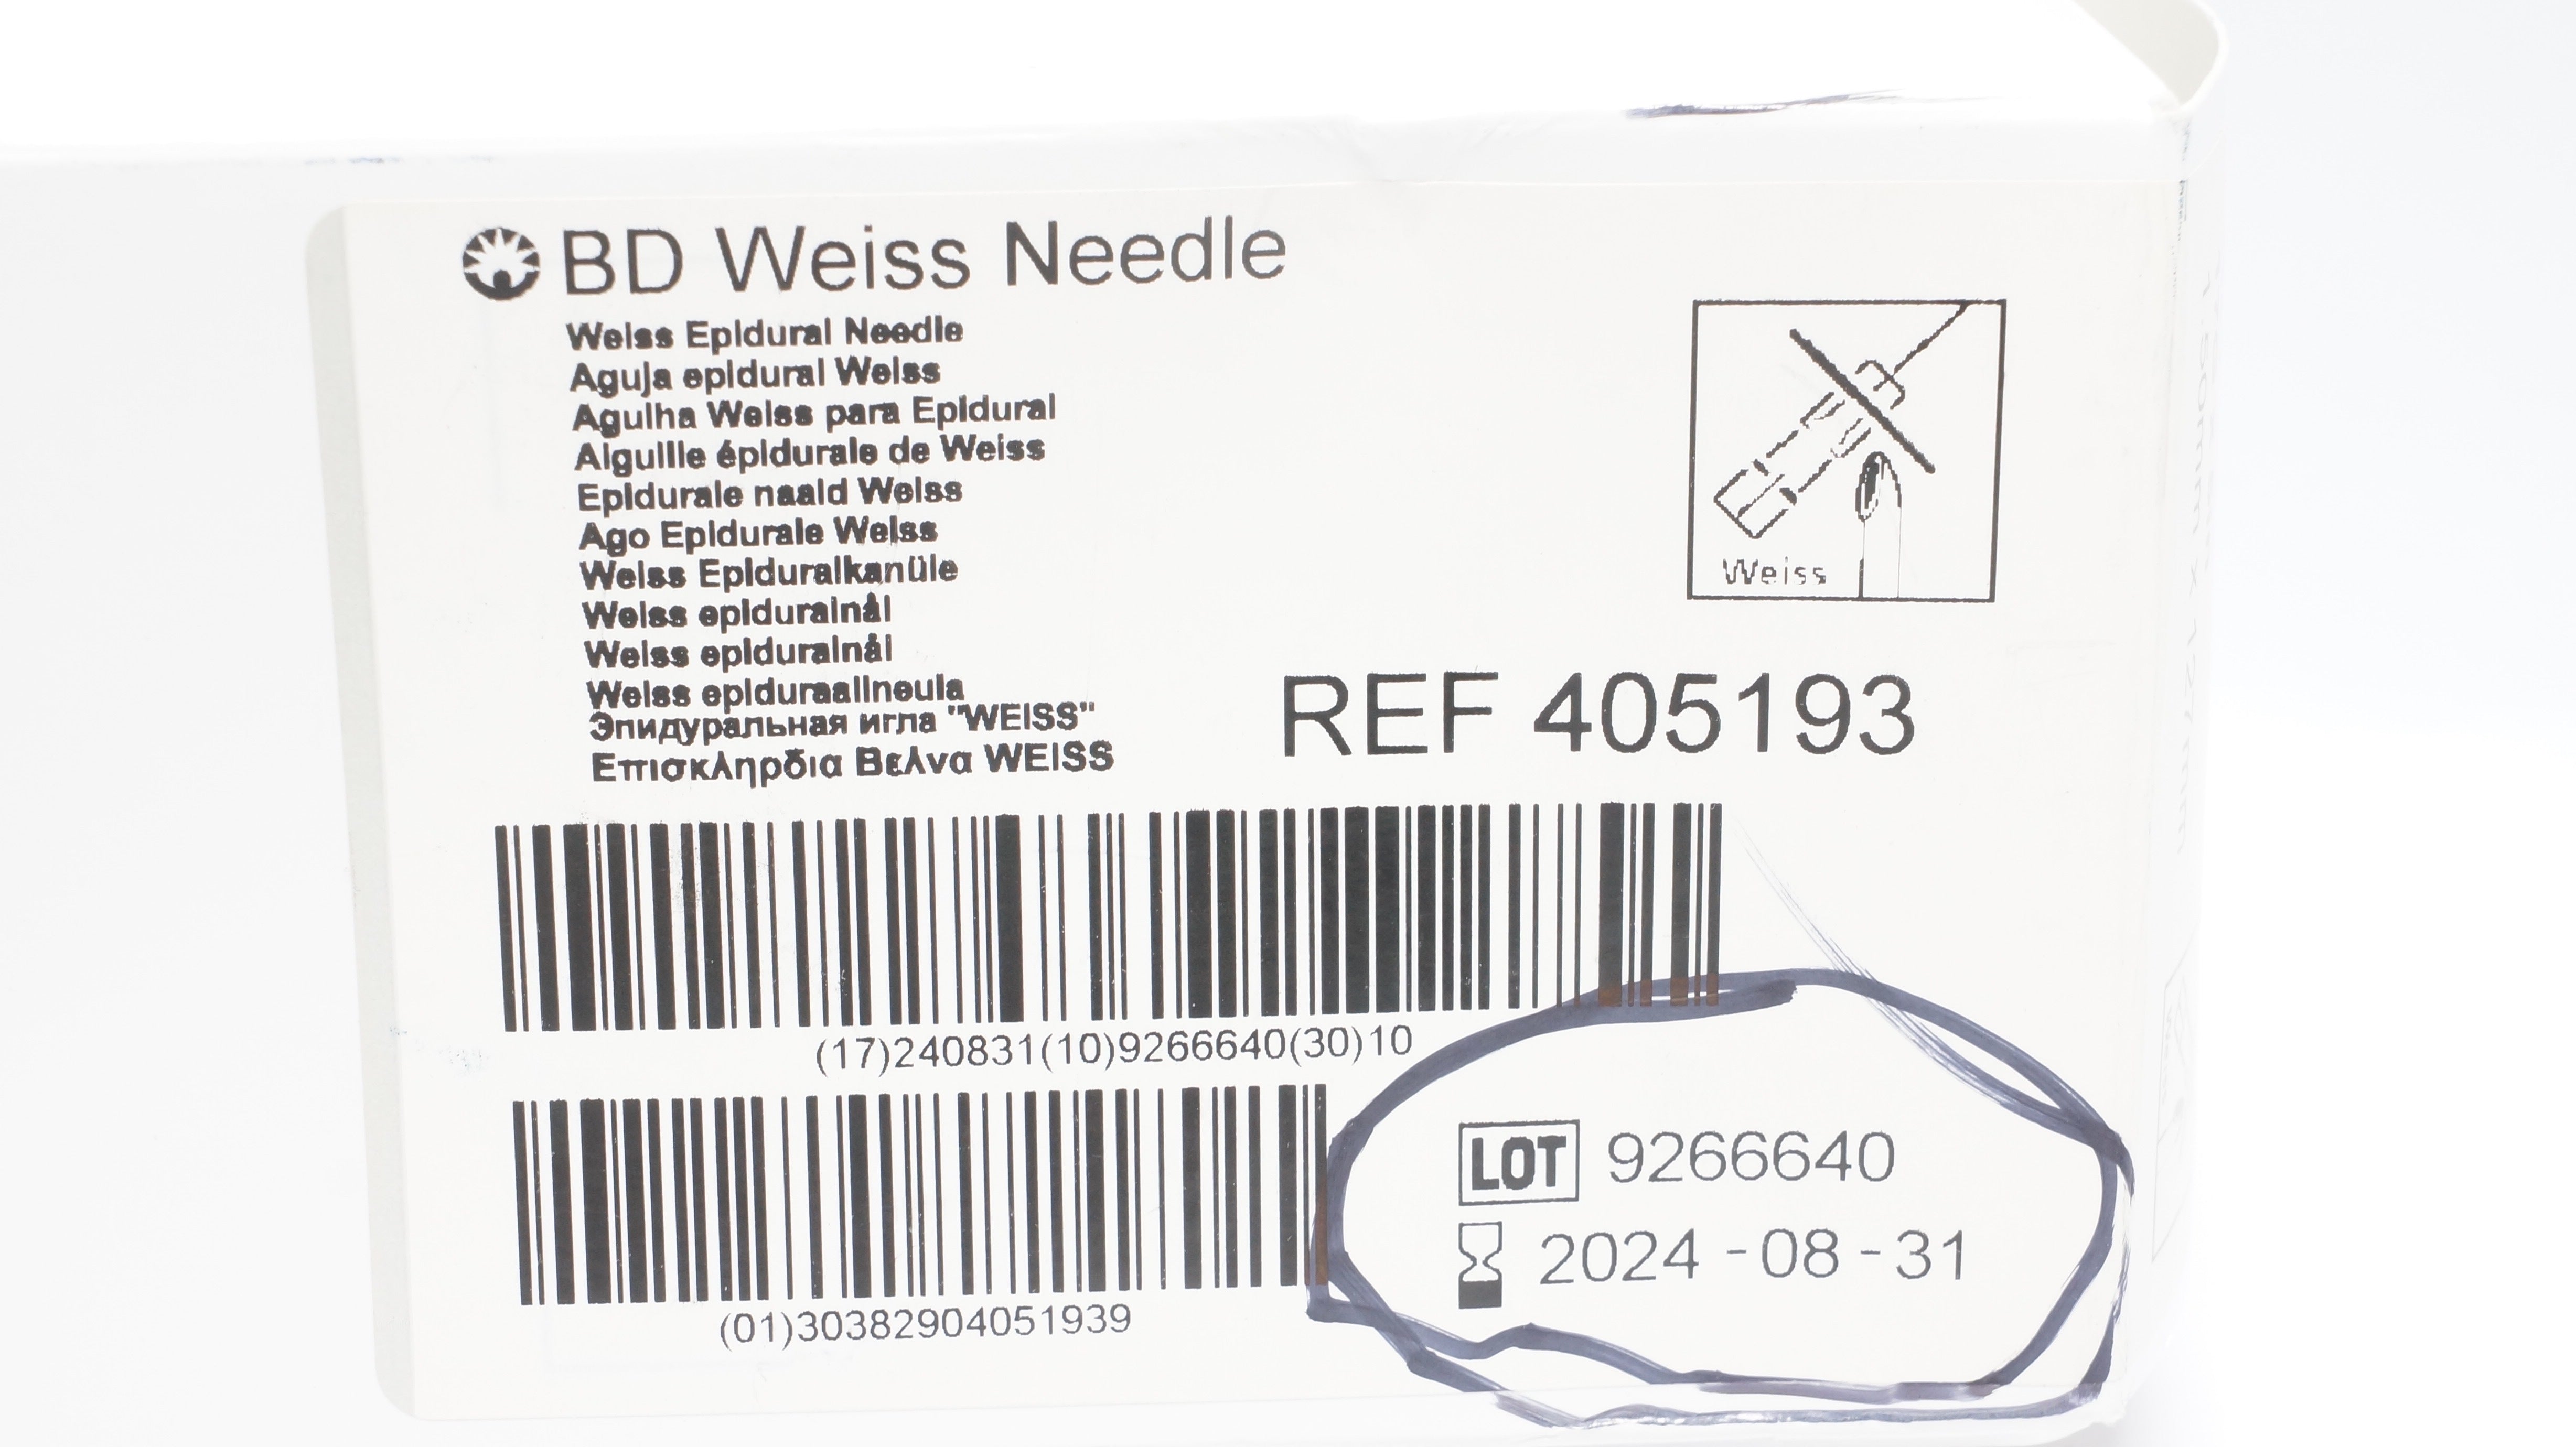 BD Weiss Needle
Weiss Epidural Needle
Aguja epidural Weiss
Agulha Weiss para Epidural
Aiguille épidurale de Weiss
Epidurale naald Weiss
Ago Epidurale Weiss
Weiss Epiduralkanüle
Weiss epiduralnål
Weiss epiduralnål
Weiss epiduraalineula
Эпидуральная игла "WEISS"
Επισκληρδια Βελνα WEISS
Weiss
REF 405193
(17)240831(10)9266640(30)10
(01)30382904051939
LOT 9266640
2024-08-31